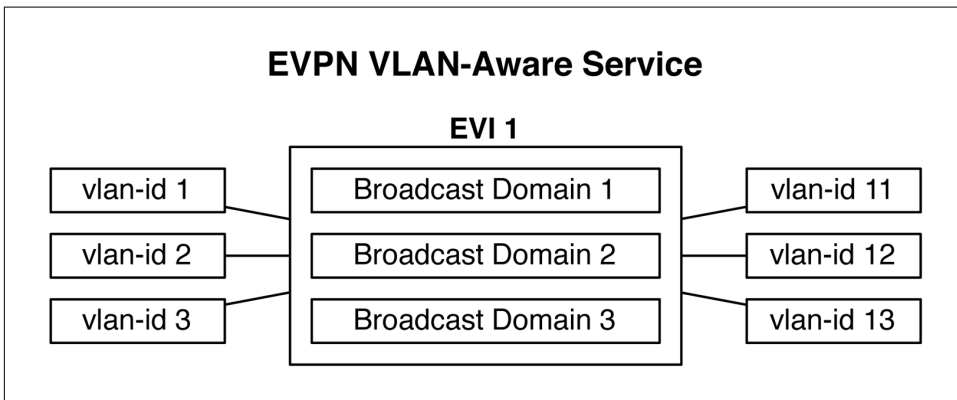 EVPN VLAN-Aware Service
EVI 1
vlan-id 1
Broadcast Domain 1
vlan-id 11
vlan-id 2
Broadcast Domain 2
vlan-id 12
vlan-id 3
Broadcast Domain 3
vlan-id 13